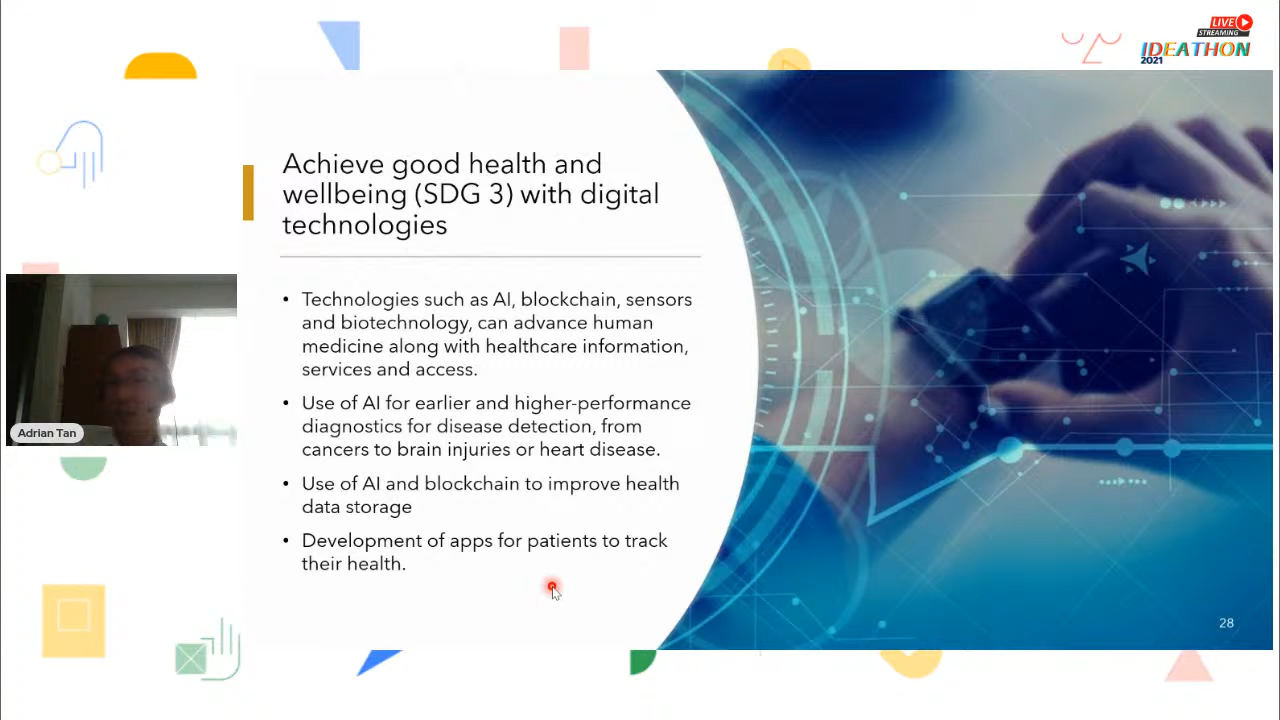 LIVE
STREAMING
IDEATHON
2021
Achieve good health and
wellbeing (SDG 3) with digital
technologies
• Technologies such as AI, blockchain, sensors
and biotechnology, can advance human
medicine along with healthcare information,
services and access.
• Use of AI for earlier and higher-performance
diagnostics for disease detection, from
cancers to brain injuries or heart disease.
• Use of AI and blockchain to improve health
data storage
• Development of apps for patients to track
their health.
Adrian Tan
28